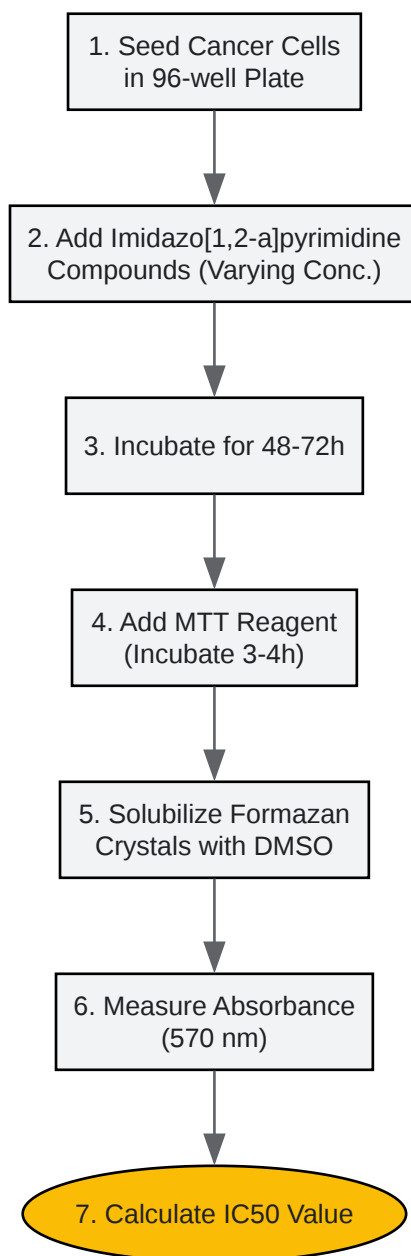 1. Seed Cancer Cells
in 96-well Plate
2. Add Imidazo[1,2-a]pyrimidine
Compounds (Varying Conc.)
3. Incubate for 48-72h
4. Add MTT Reagent
(Incubate 3-4h)
5. Solubilize Formazan
Crystals with DMSO
6. Measure Absorbance
(570 nm)
7. Calculate IC50 Value